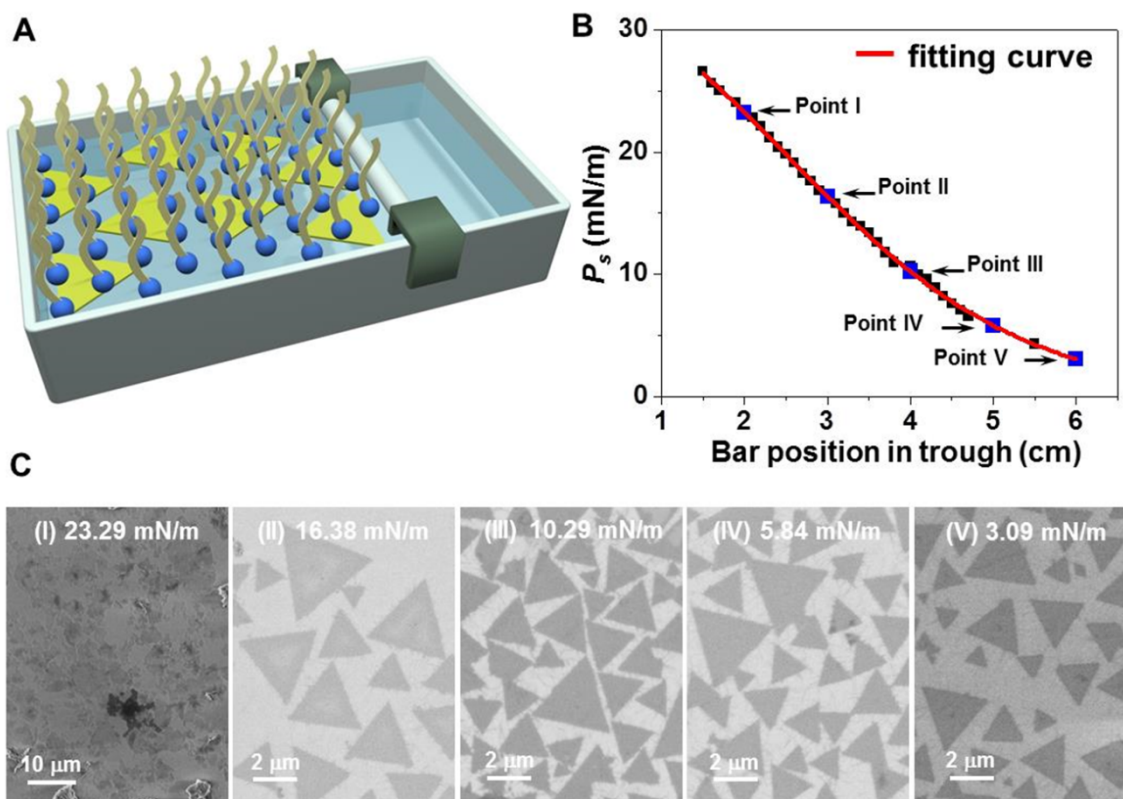 A
B
30
20
10
0
P_s (mN/m)
fitting curve
Point I
Point II
Point III
Point IV
Point V
1 2 3 4 5 6
Bar position in trough (cm)
C
(I) 23.29 mN/m
10 μm
(II) 16.38 mN/m
2 μm
(III) 10.29 mN/m
2 μm
(IV) 5.84 mN/m
2 μm
(V) 3.09 mN/m
2 μm